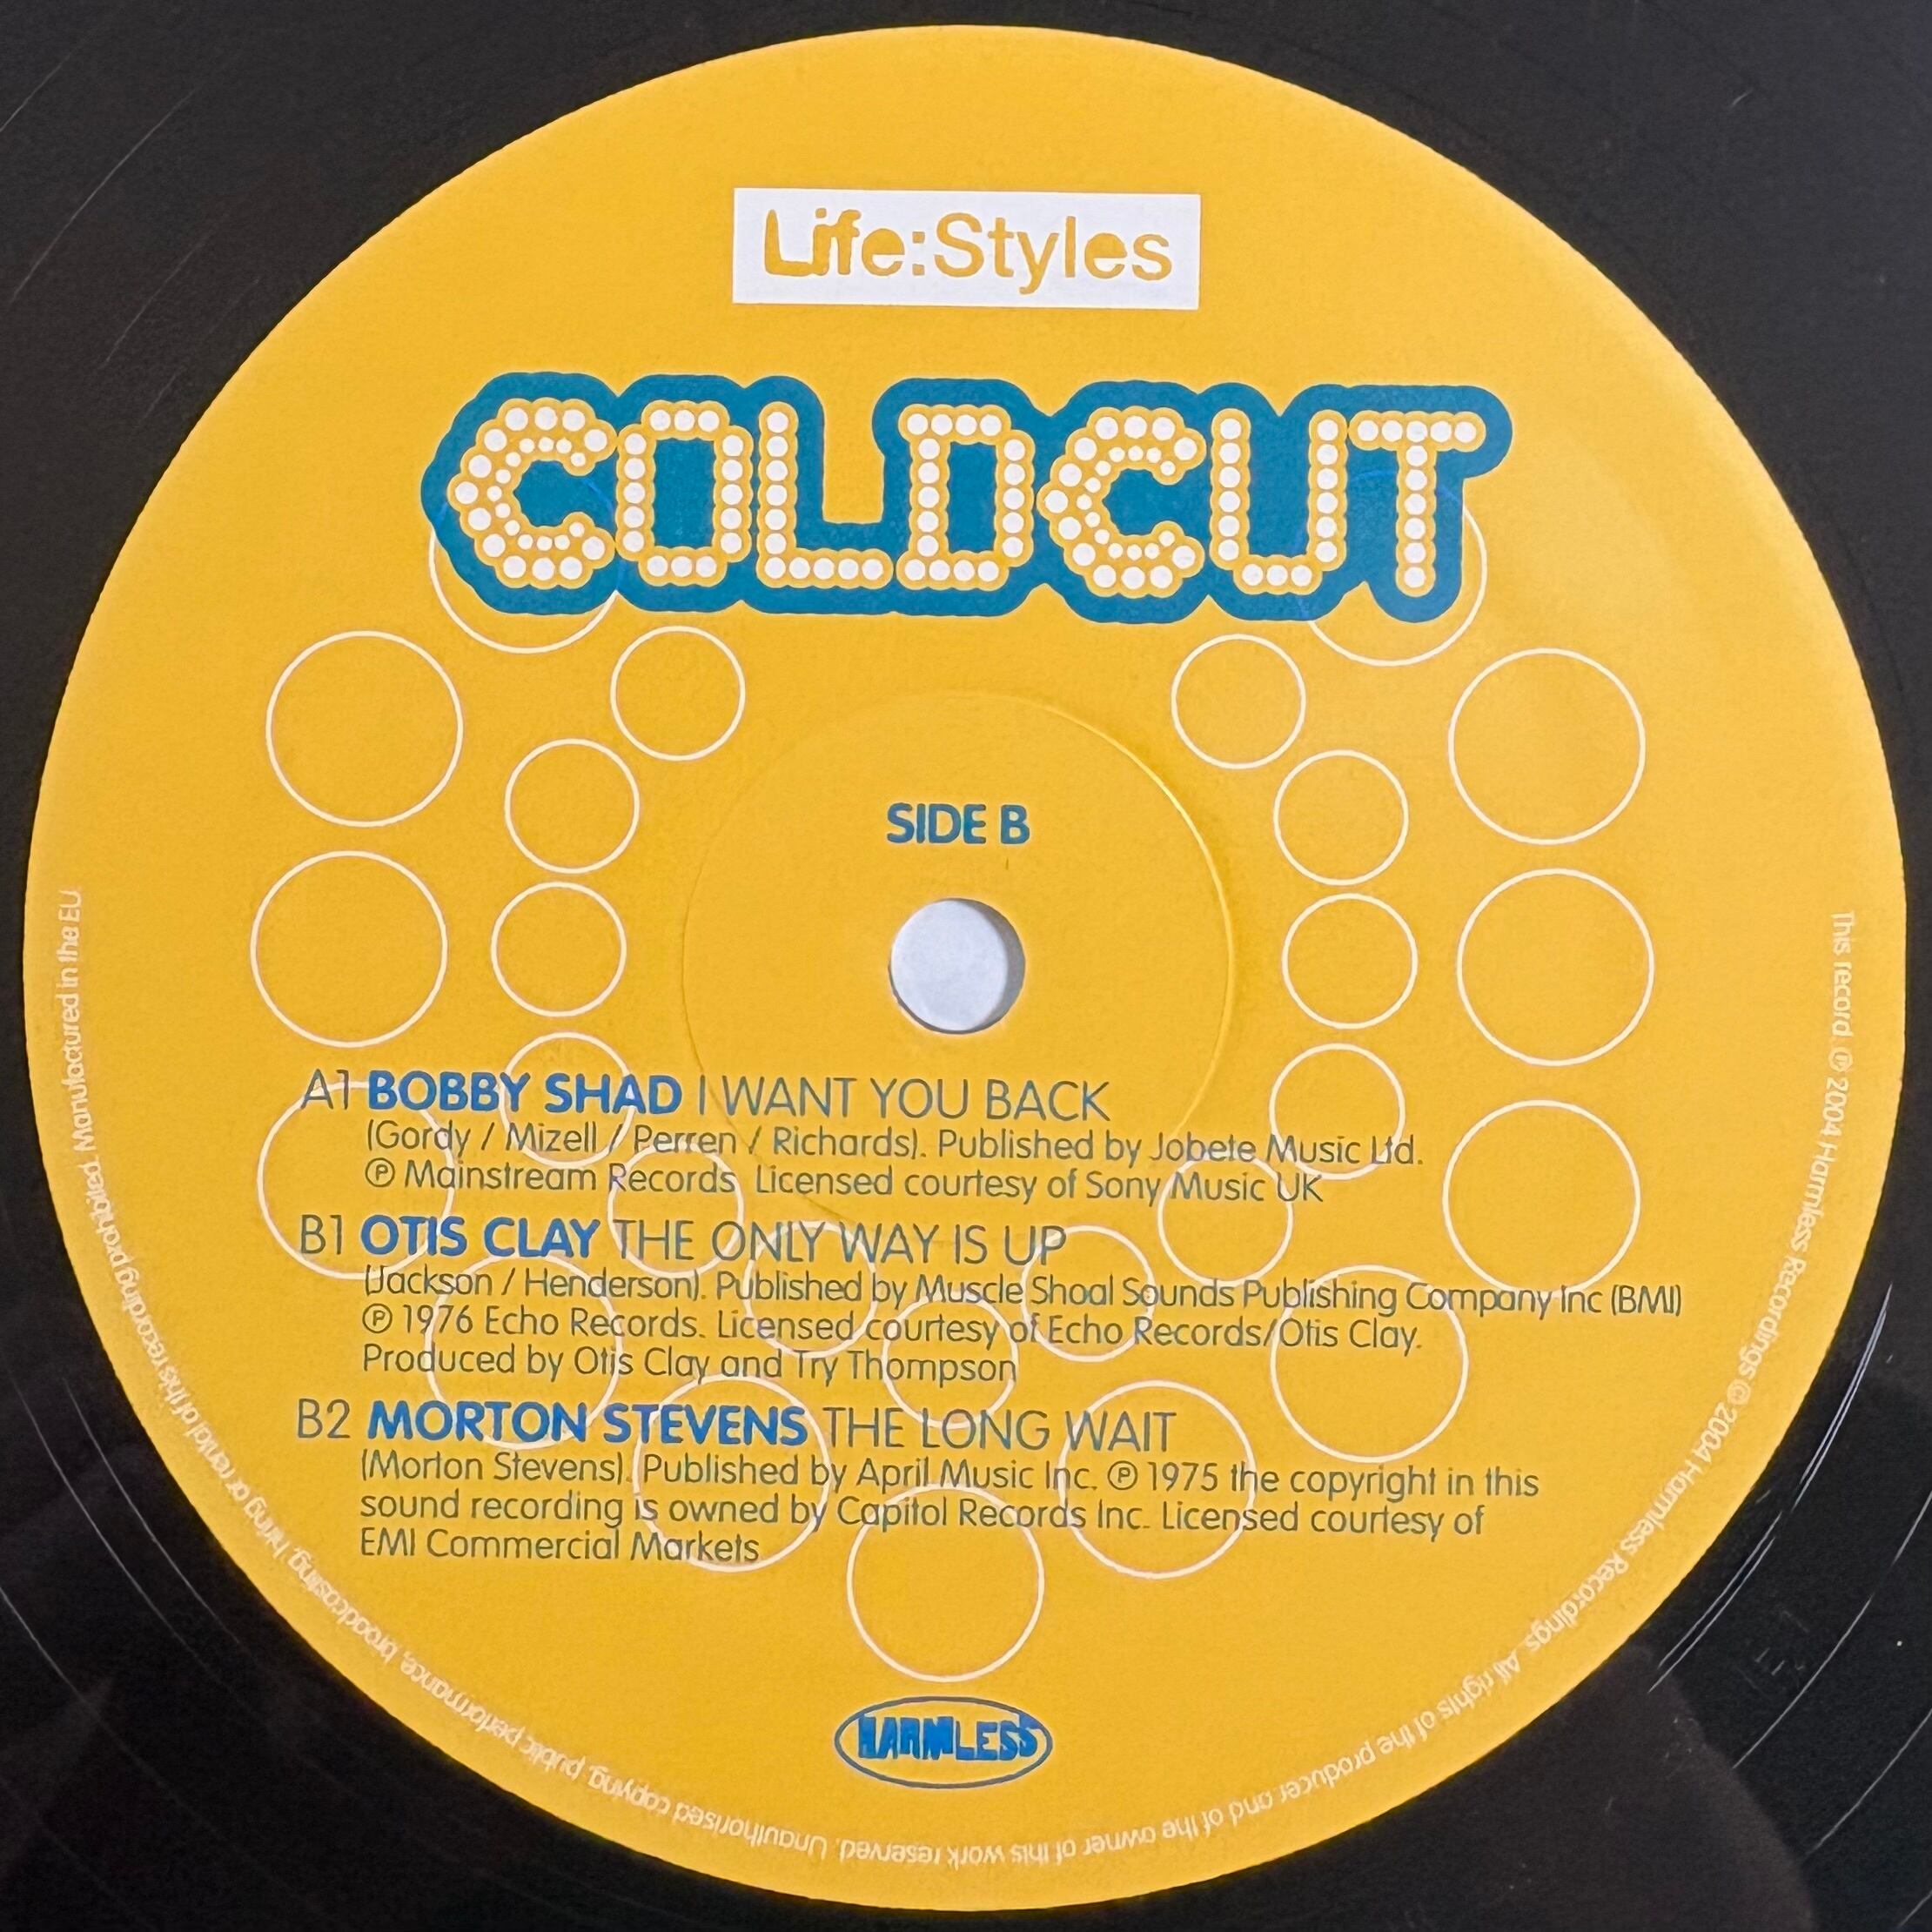 Life:Styles
COLDCUT
SIDE B
A1 BOBBY SHAD I WANT YOU BACK
(Gordy / Mizell / Perren / Richards). Published by Jobete Music Ltd.
℗ Mainstream Records. Licensed courtesy of Sony Music UK
B1 OTIS CLAY THE ONLY WAY IS UP
(Jackson / Henderson). Published by Muscle Shoal Sounds Publishing Company Inc (BMI)
℗ 1976 Echo Records. Licensed courtesy of Echo Records/Otis Clay.
Produced by Otis Clay and Try Thompson
B2 MORTON STEVENS THE LONG WAIT
(Morton Stevens). Published by April Music Inc. ℗ 1975 the copyright in this
sound recording is owned by Capitol Records Inc. Licensed courtesy of
EMI Commercial Markets
HARMLESS
This record ℗ 2004 Harmless Recordings © 2004 Harmless Recordings. All rights of the producer and of the owner of this work reserved. Unauthorised copying, public performance, broadcasting, hiring or rental of this recording prohibited. Manufactured in the EU.